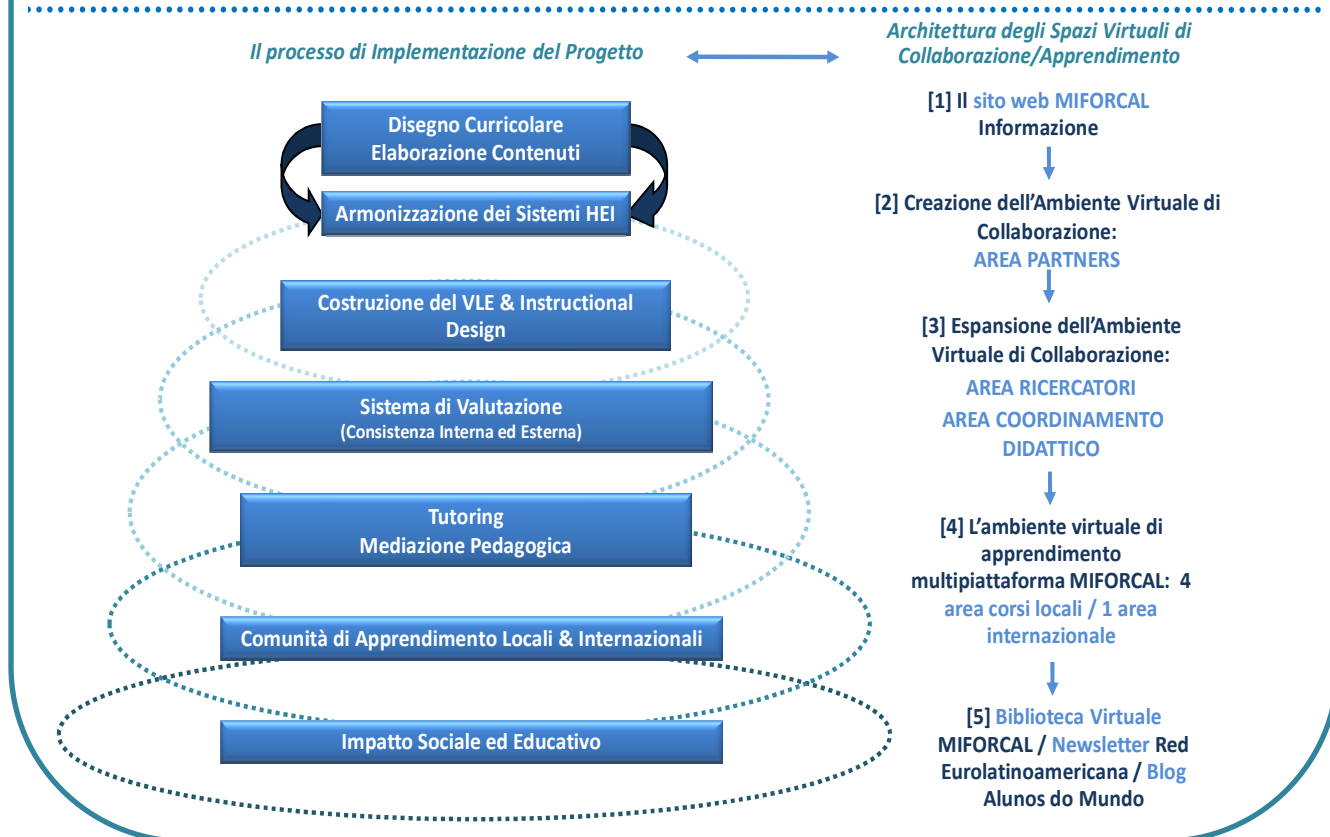 Il processo di Implementazione del Progetto
Architettura degli Spazi Virtuali di
Collaborazione/Apprendimento
Disegno Curricolare
Elaborazione Contenuti
Armonizzazione dei Sistemi HEI
Costruzione del VLE & Instructional
Design
Sistema di Valutazione
(Consistenza Interna ed Esterna)
Tutoring
Mediazione Pedagogica
Comunità di Apprendimento Locali & Internazionali
Impatto Sociale ed Educativo
[1] Il sito web MIFORCAL
Informazione
[2] Creazione dell’Ambiente Virtuale di
Collaborazione:
AREA PARTNERS
[3] Espansione dell’Ambiente
Virtuale di Collaborazione:
AREA RICERCATORI
AREA COORDINAMENTO
DIDATTICO
[4] L’ambiente virtuale di
apprendimento
multipiattaforma MIFORCAL: 4
area corsi locali / 1 area
internazionale
[5] Biblioteca Virtuale
MIFORCAL / Newsletter Red
Eurolatinoamericana / Blog
Alunos do Mundo